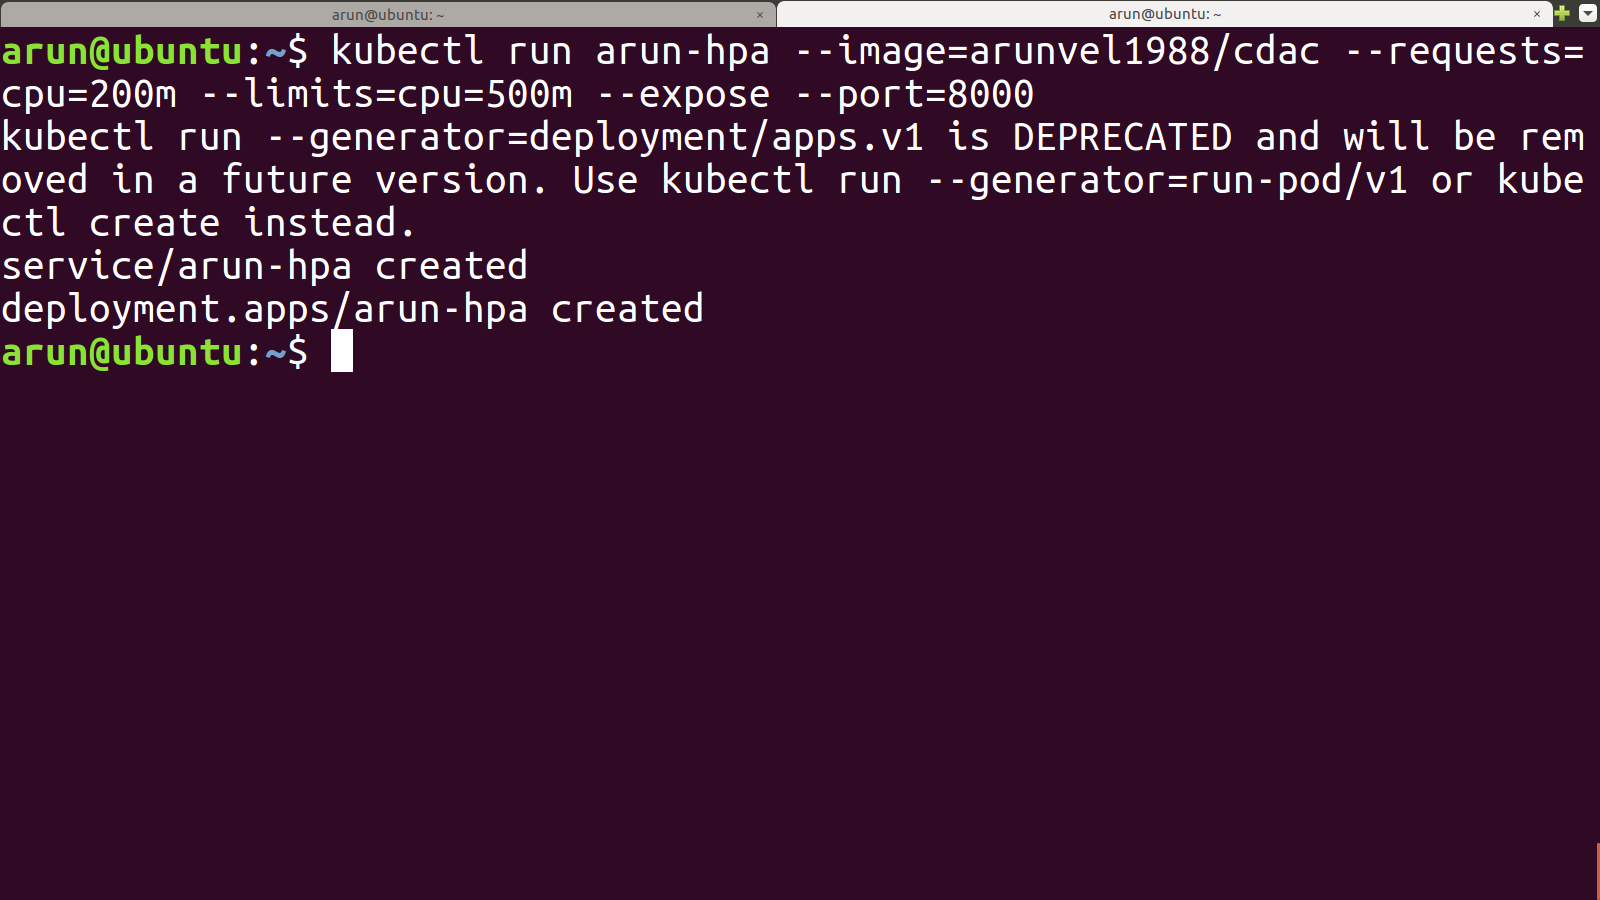 arun@ubuntu: ~ × arun@ubuntu: ~ ×
arun@ubuntu:~$ kubectl run arun-hpa --image=arunvel1988/cdac --requests=
cpu=200m --limits=cpu=500m --expose --port=8000
kubectl run --generator=deployment/apps.v1 is DEPRECATED and will be rem
oved in a future version. Use kubectl run --generator=run-pod/v1 or kube
ctl create instead.
service/arun-hpa created
deployment.apps/arun-hpa created
arun@ubuntu:~$